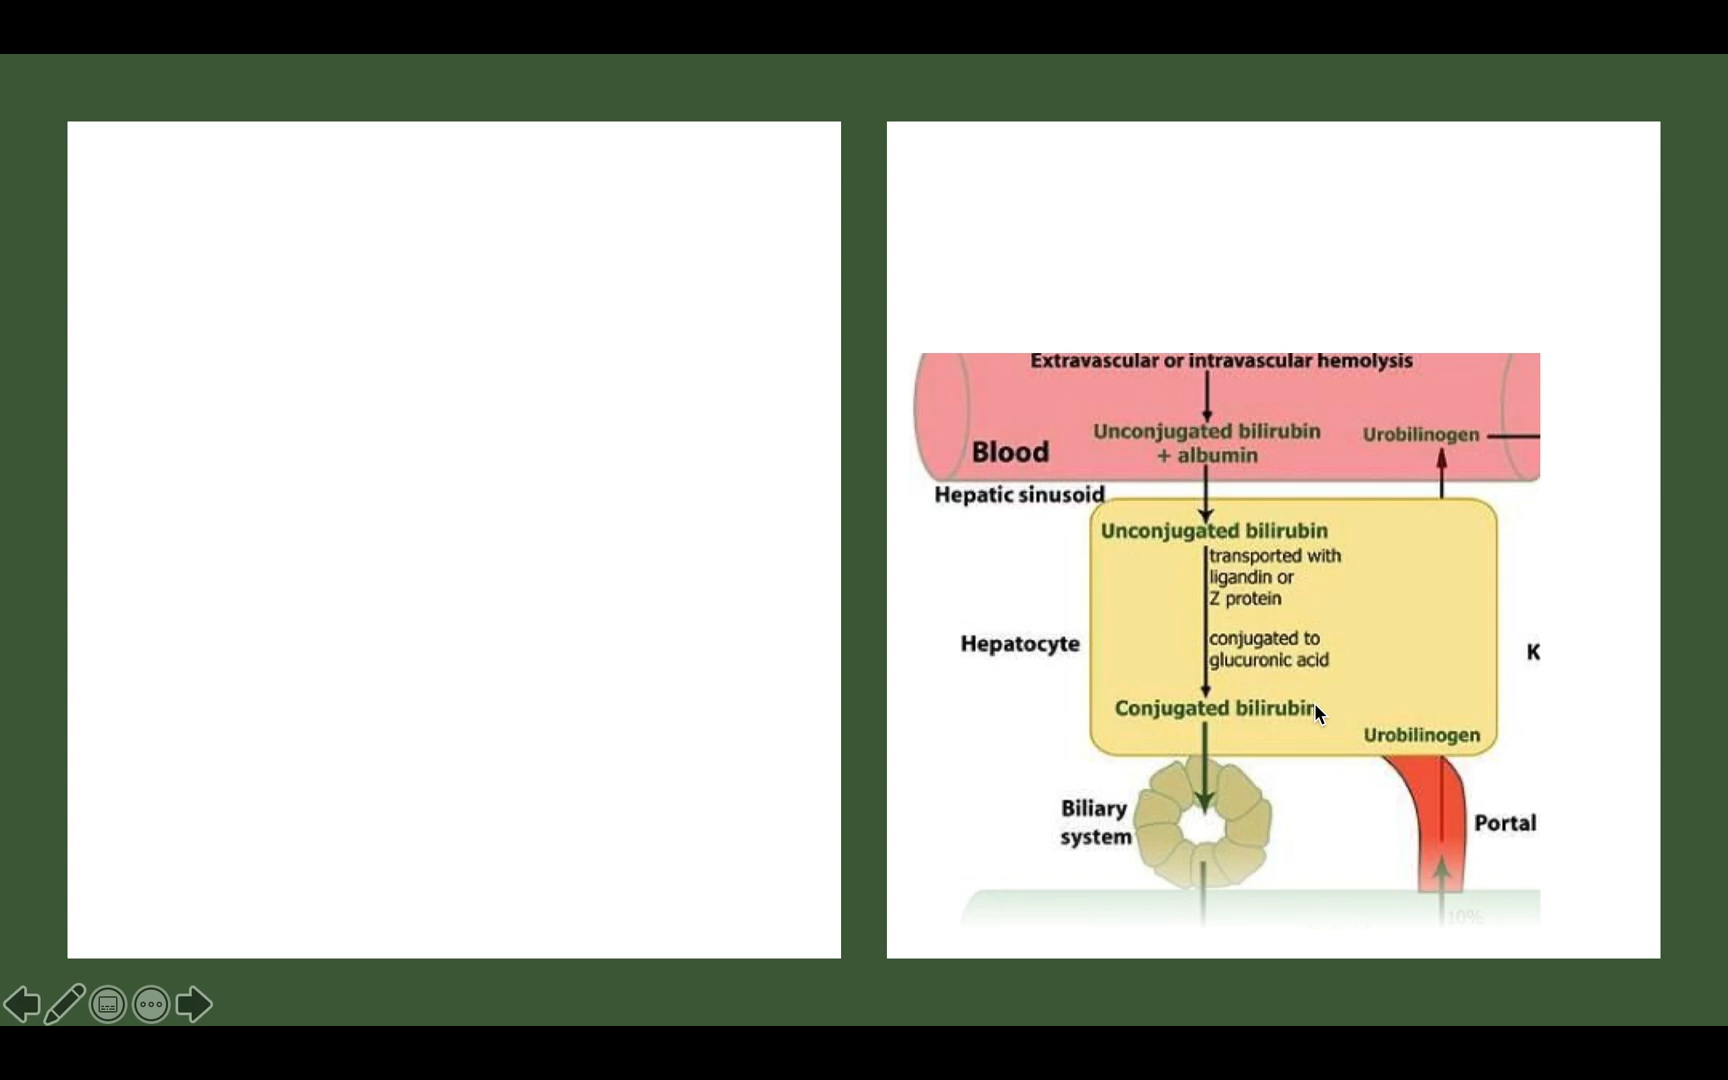 Extravascular or intravascular hemolysis
Unconjugated bilirubin
+ albumin
Urobilinogen
Blood
Hepatic sinusoid
Unconjugated bilirubin
transported with
ligandin or
Z protein
conjugated to
glucuronic acid
Hepatocyte
K
Conjugated bilirubin
Urobilinogen
Biliary
system
Portal
10%